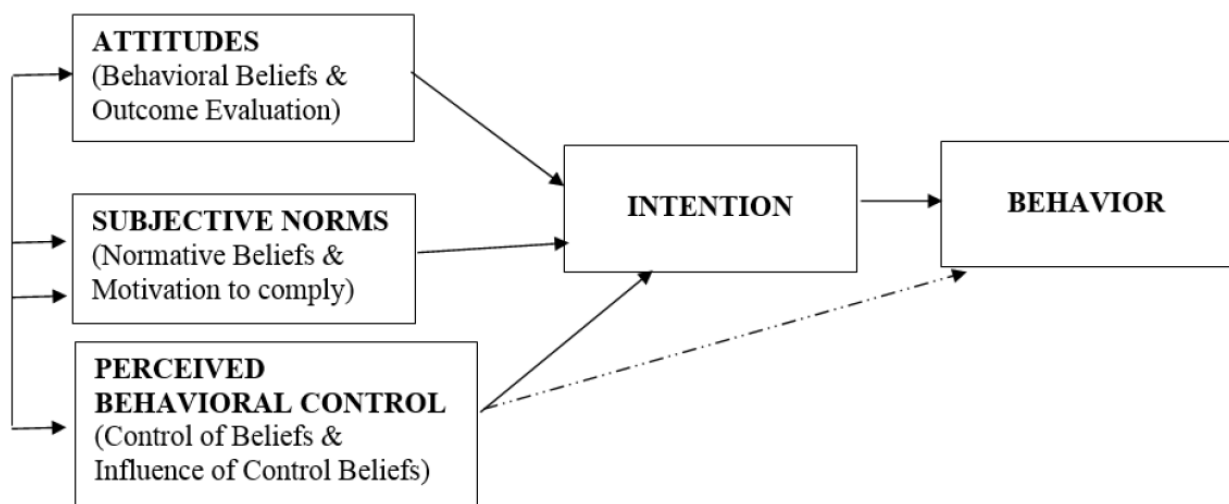 ATTITUDES
(Behavioral Beliefs &
Outcome Evaluation)
SUBJECTIVE NORMS
(Normative Beliefs &
Motivation to comply)
PERCEIVED
BEHAVIORAL CONTROL
(Control of Beliefs &
Influence of Control Beliefs)
INTENTION
BEHAVIOR